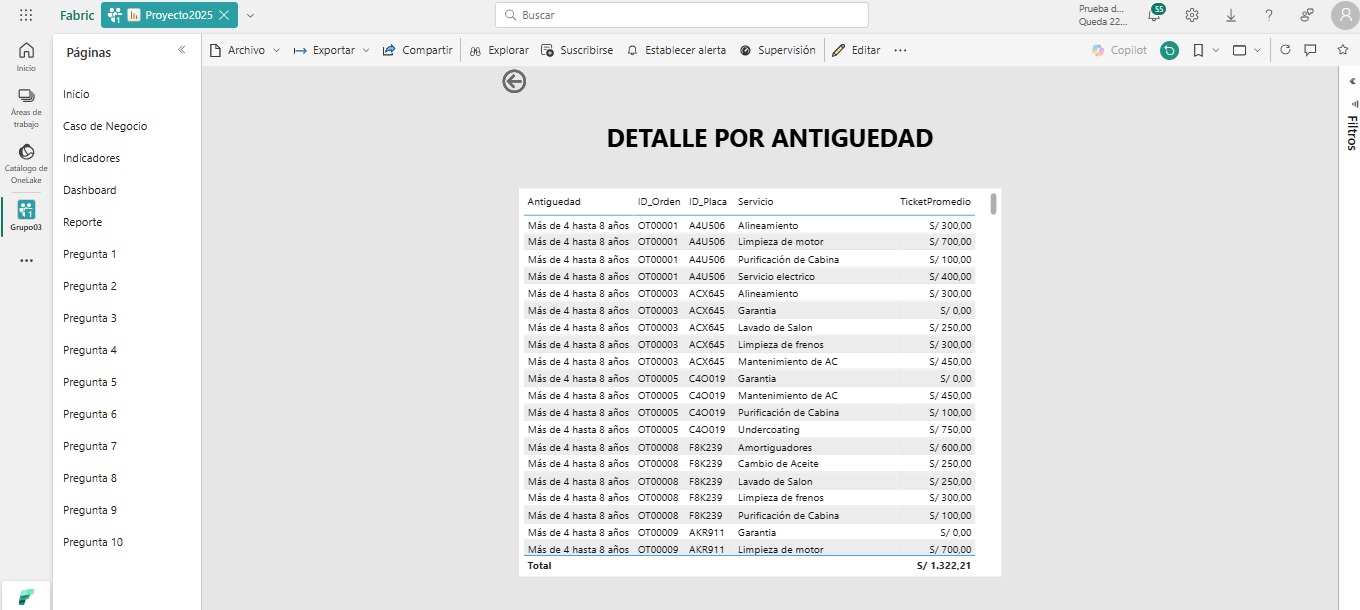 Fabric
Proyecto2025
Buscar
Prueba d...
Queda 22...
55
Inicio
Áreas de
trabajo
Catálogo de
OneLake
Grupo03
Páginas
Inicio
Caso de Negocio
Indicadores
Dashboard
Reporte
Pregunta 1
Pregunta 2
Pregunta 3
Pregunta 4
Pregunta 5
Pregunta 6
Pregunta 7
Pregunta 8
Pregunta 9
Pregunta 10
Archivo Exportar Compartir Explorar Suscribirse Establecer alerta Supervisión Editar ... Copilot
DETALLE POR ANTIGUEDAD
Antiguedad ID_Orden ID_Placa Servicio TicketPromedio
Más de 4 hasta 8 años OT00001 A4U506 Alineamiento S/ 300,00
Más de 4 hasta 8 años OT00001 A4U506 Limpieza de motor S/ 700,00
Más de 4 hasta 8 años OT00001 A4U506 Purificación de Cabina S/ 100,00
Más de 4 hasta 8 años OT00001 A4U506 Servicio electrico S/ 400,00
Más de 4 hasta 8 años OT00003 ACX645 Alineamiento S/ 300,00
Más de 4 hasta 8 años OT00003 ACX645 Garantia S/ 0,00
Más de 4 hasta 8 años OT00003 ACX645 Lavado de Salon S/ 250,00
Más de 4 hasta 8 años OT00003 ACX645 Limpieza de frenos S/ 300,00
Más de 4 hasta 8 años OT00003 ACX645 Mantenimiento de AC S/ 450,00
Más de 4 hasta 8 años OT00005 C4O019 Garantia S/ 0,00
Más de 4 hasta 8 años OT00005 C4O019 Mantenimiento de AC S/ 450,00
Más de 4 hasta 8 años OT00005 C4O019 Purificación de Cabina S/ 100,00
Más de 4 hasta 8 años OT00005 C4O019 Undercoating S/ 750,00
Más de 4 hasta 8 años OT00008 F8K239 Amortiguadores S/ 600,00
Más de 4 hasta 8 años OT00008 F8K239 Cambio de Aceite S/ 250,00
Más de 4 hasta 8 años OT00008 F8K239 Lavado de Salon S/ 250,00
Más de 4 hasta 8 años OT00008 F8K239 Limpieza de frenos S/ 300,00
Más de 4 hasta 8 años OT00008 F8K239 Purificación de Cabina S/ 100,00
Más de 4 hasta 8 años OT00009 AKR911 Garantia S/ 0,00
Más de 4 hasta 8 años OT00009 AKR911 Limpieza de motor S/ 700,00
Total S/ 1.322,21
Filtros